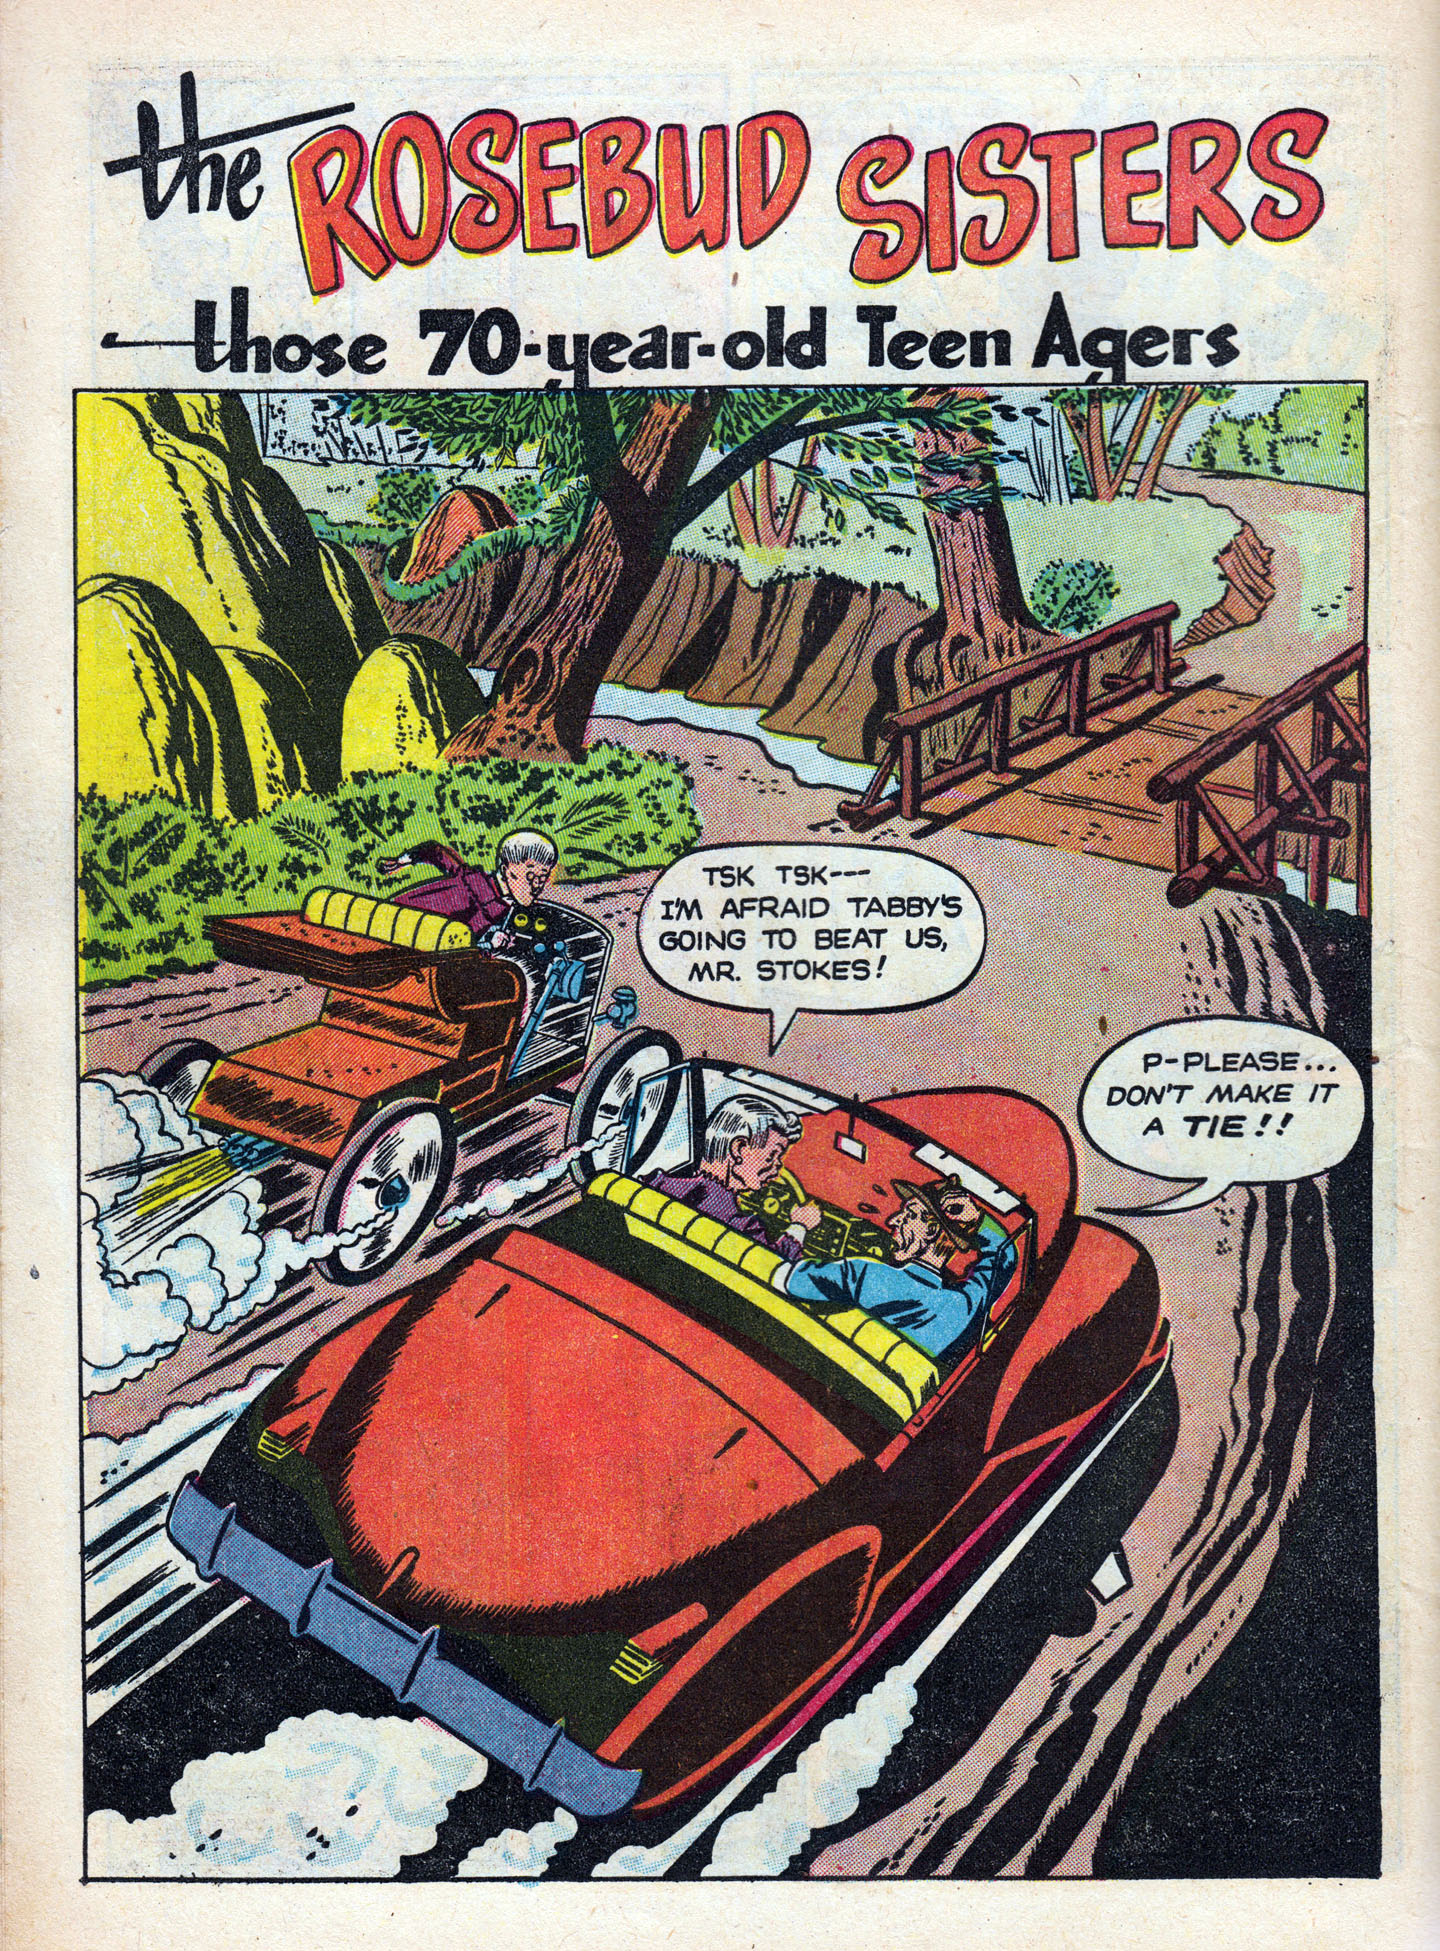 the ROSEBUD SISTERS
those 70-year-old Teen Agers
TSK TSK---
I'M AFRAID TABBY'S
GOING TO BEAT US,
MR. STOKES!
P-PLEASE...
DON'T MAKE IT
A TIE!!